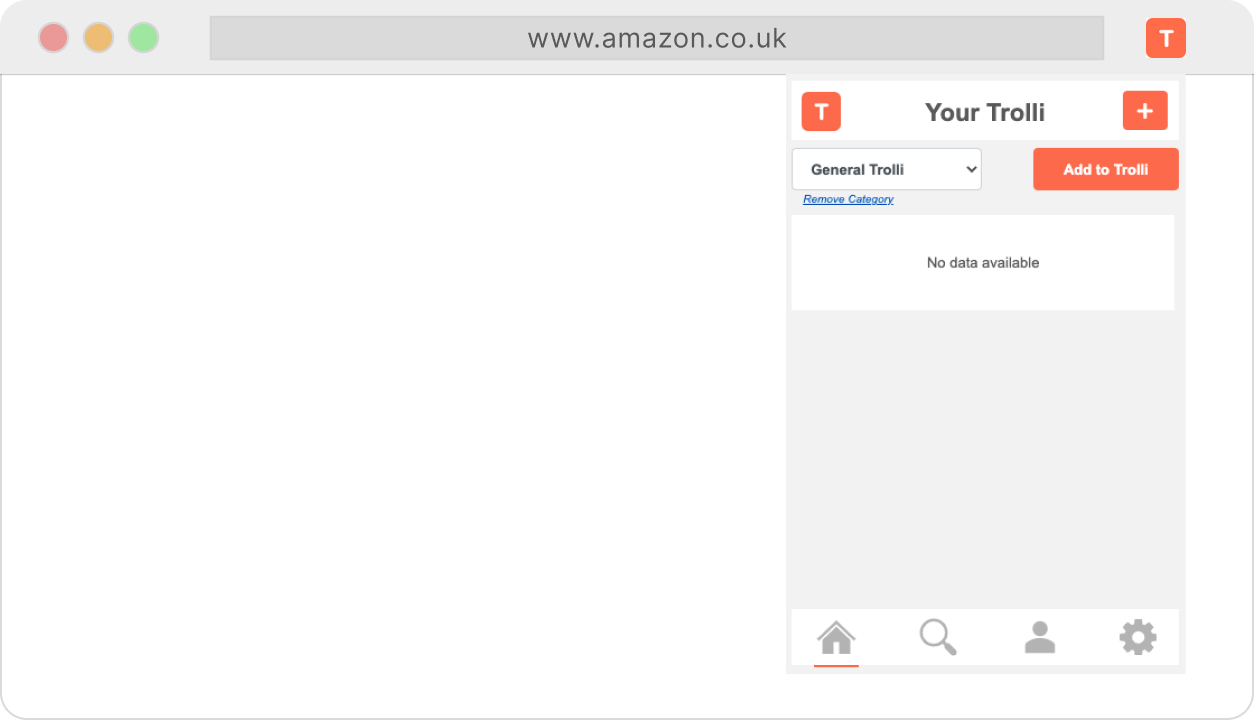 www.amazon.co.uk
T
T
Your Trolli
+
General Trolli
Add to Trolli
Remove Category
No data available